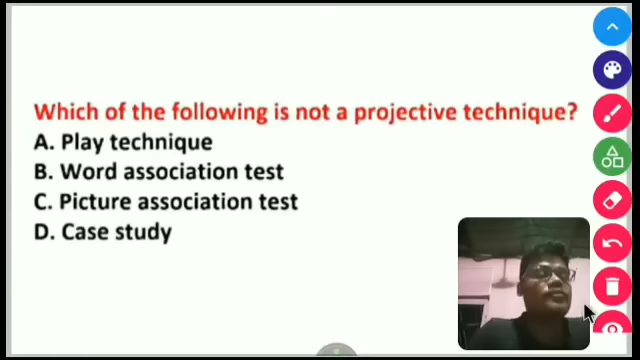 Which of the following is not a projective technique?
A. Play technique
B. Word association test
C. Picture association test
D. Case study